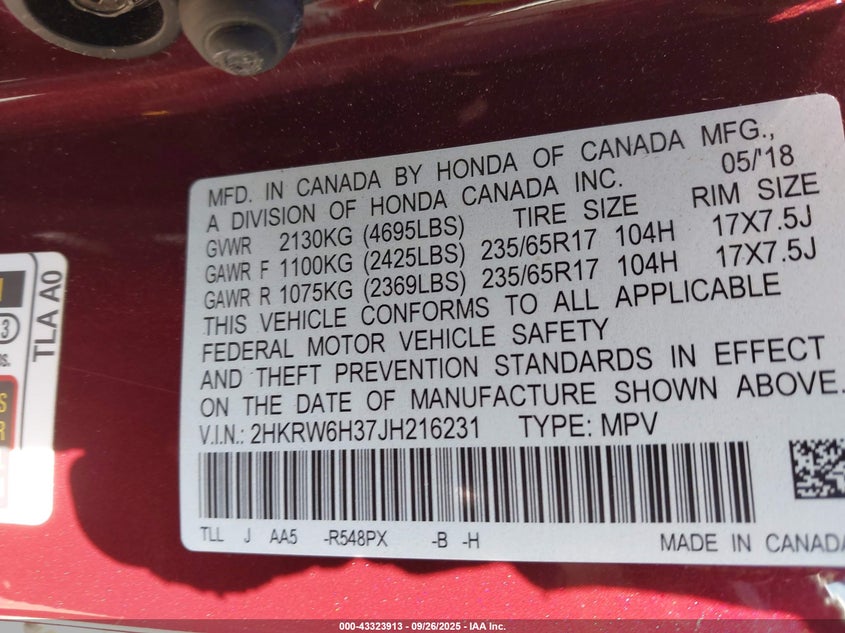 MFD. IN CANADA BY HONDA OF CANADA MFG.,
A DIVISION OF HONDA CANADA INC. 05/'18
GVWR 2130KG (4695LBS) TIRE SIZE RIM SIZE
GAWR F 1100KG (2425LBS) 235/65R17 104H 17X7.5J
GAWR R 1075KG (2369LBS) 235/65R17 104H 17X7.5J
THIS VEHICLE CONFORMS TO ALL APPLICABLE
FEDERAL MOTOR VEHICLE SAFETY
AND THEFT PREVENTION STANDARDS IN EFFECT
ON THE DATE OF MANUFACTURE SHOWN ABOVE.
V.I.N.: 2HKRW6H37JH216231 TYPE: MPV
TLL J AA5 -R548PX -B -H
MADE IN CANADA
TLA A0
3
000-43323913 - 09/26/2025 - IAA Inc.